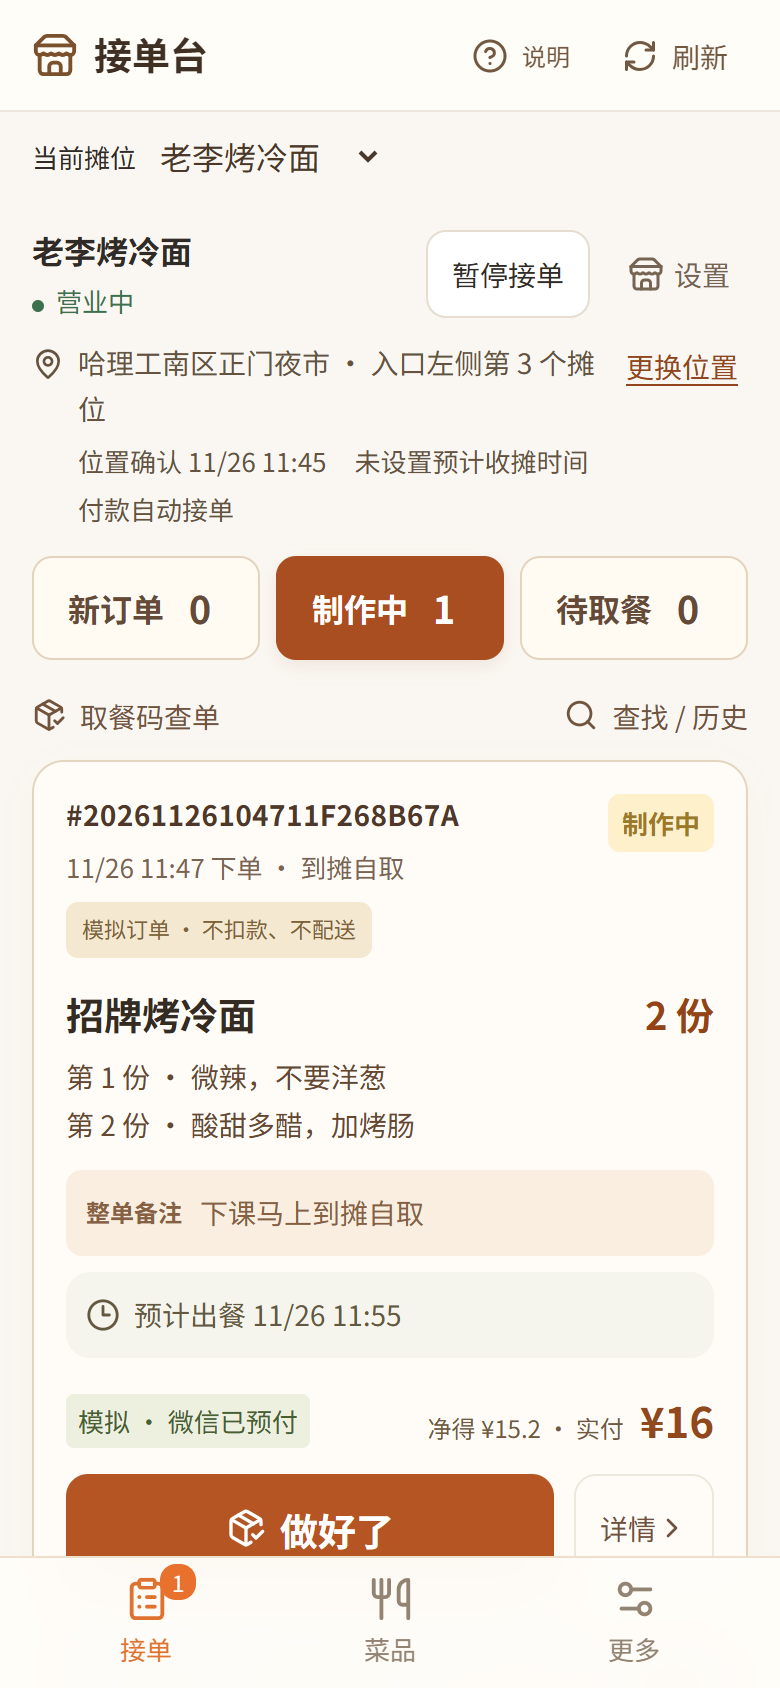 接单台
说明
刷新
当前摊位 老李烤冷面
老李烤冷面
营业中
暂停接单
设置
哈理工南区正门夜市 · 入口左侧第 3 个摊
位
更换位置
位置确认 11/26 11:45 未设置预计收摊时间
付款自动接单
新订单 0
制作中 1
待取餐 0
取餐码查单
查找 / 历史
#20261126104711F268B67A
制作中
11/26 11:47 下单 · 到摊自取
模拟订单 · 不扣款、不配送
招牌烤冷面 2 份
第 1 份 · 微辣，不要洋葱
第 2 份 · 酸甜多醋，加烤肠
整单备注 下课马上到摊自取
预计出餐 11/26 11:55
模拟 · 微信已预付
净得 ¥15.2 · 实付 ¥16
做好了
详情
1
接单
菜品
更多